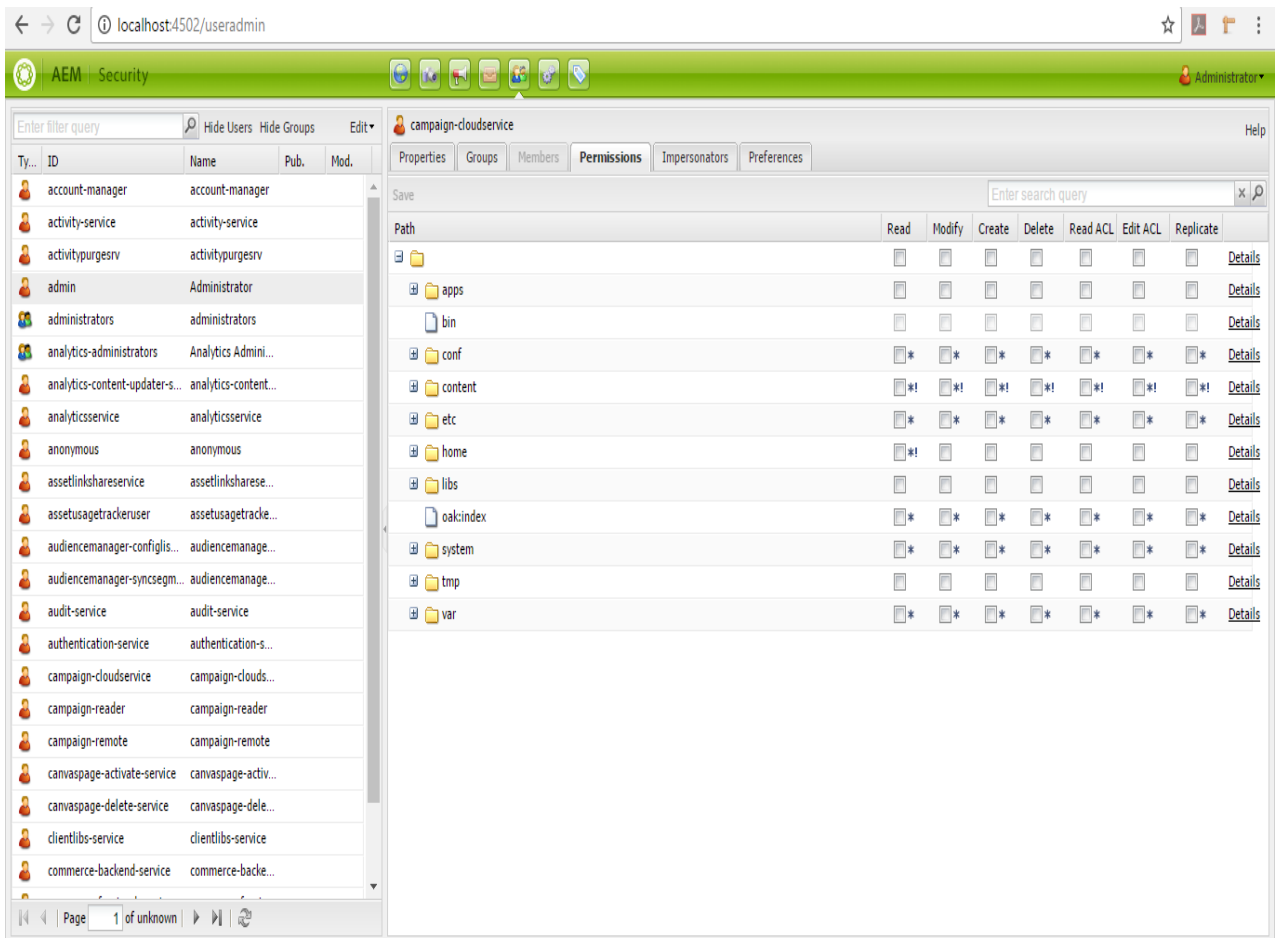 localhost:4502/useradmin
AEM Security
Administrator
Enter filter query Hide Users Hide Groups Edit
Ty... ID Name Pub. Mod.
account-manager account-manager
activity-service activity-service
activitypurgesrv activitypurgesrv
admin Administrator
administrators administrators
analytics-administrators Analytics Admini...
analytics-content-updater-s... analytics-content...
analyticsservice analyticsservice
anonymous anonymous
assetlinkshareservice assetlinksharese...
assetusagetrackeruser assetusagetracke...
audiencemanager-configlis... audiencemanage...
audiencemanager-syncsegm... audiencemanage...
audit-service audit-service
authentication-service authentication-s...
campaign-cloudservice campaign-clouds...
campaign-reader campaign-reader
campaign-remote campaign-remote
canvaspage-activate-service canvaspage-activ...
canvaspage-delete-service canvaspage-dele...
clientlibs-service clientlibs-service
commerce-backend-service commerce-backe...
Page 1 of unknown
campaign-cloudservice
Help
Properties Groups Members Permissions Impersonators Preferences
Save Enter search query
Path Read Modify Create Delete Read ACL Edit ACL Replicate
Details
apps Details
bin Details
conf * * * * * * * Details
content *! *! *! *! *! *! *! Details
etc * * * * * * * Details
home *! Details
libs Details
oak:index * * * * * * * Details
system * * * * * * * Details
tmp Details
var * * * * * * * Details